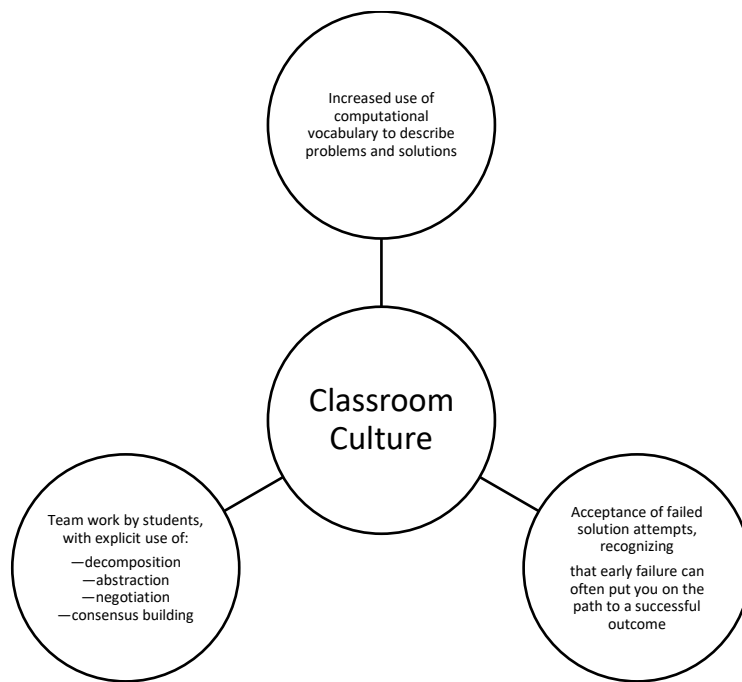 Increased use of
computational
vocabulary to describe
problems and solutions
Classroom
Culture
Team work by students,
with explicit use of:
—decomposition
—abstraction
—negotiation
—consensus building
Acceptance of failed
solution attempts,
recognizing
that early failure can
often put you on the
path to a successful
outcome